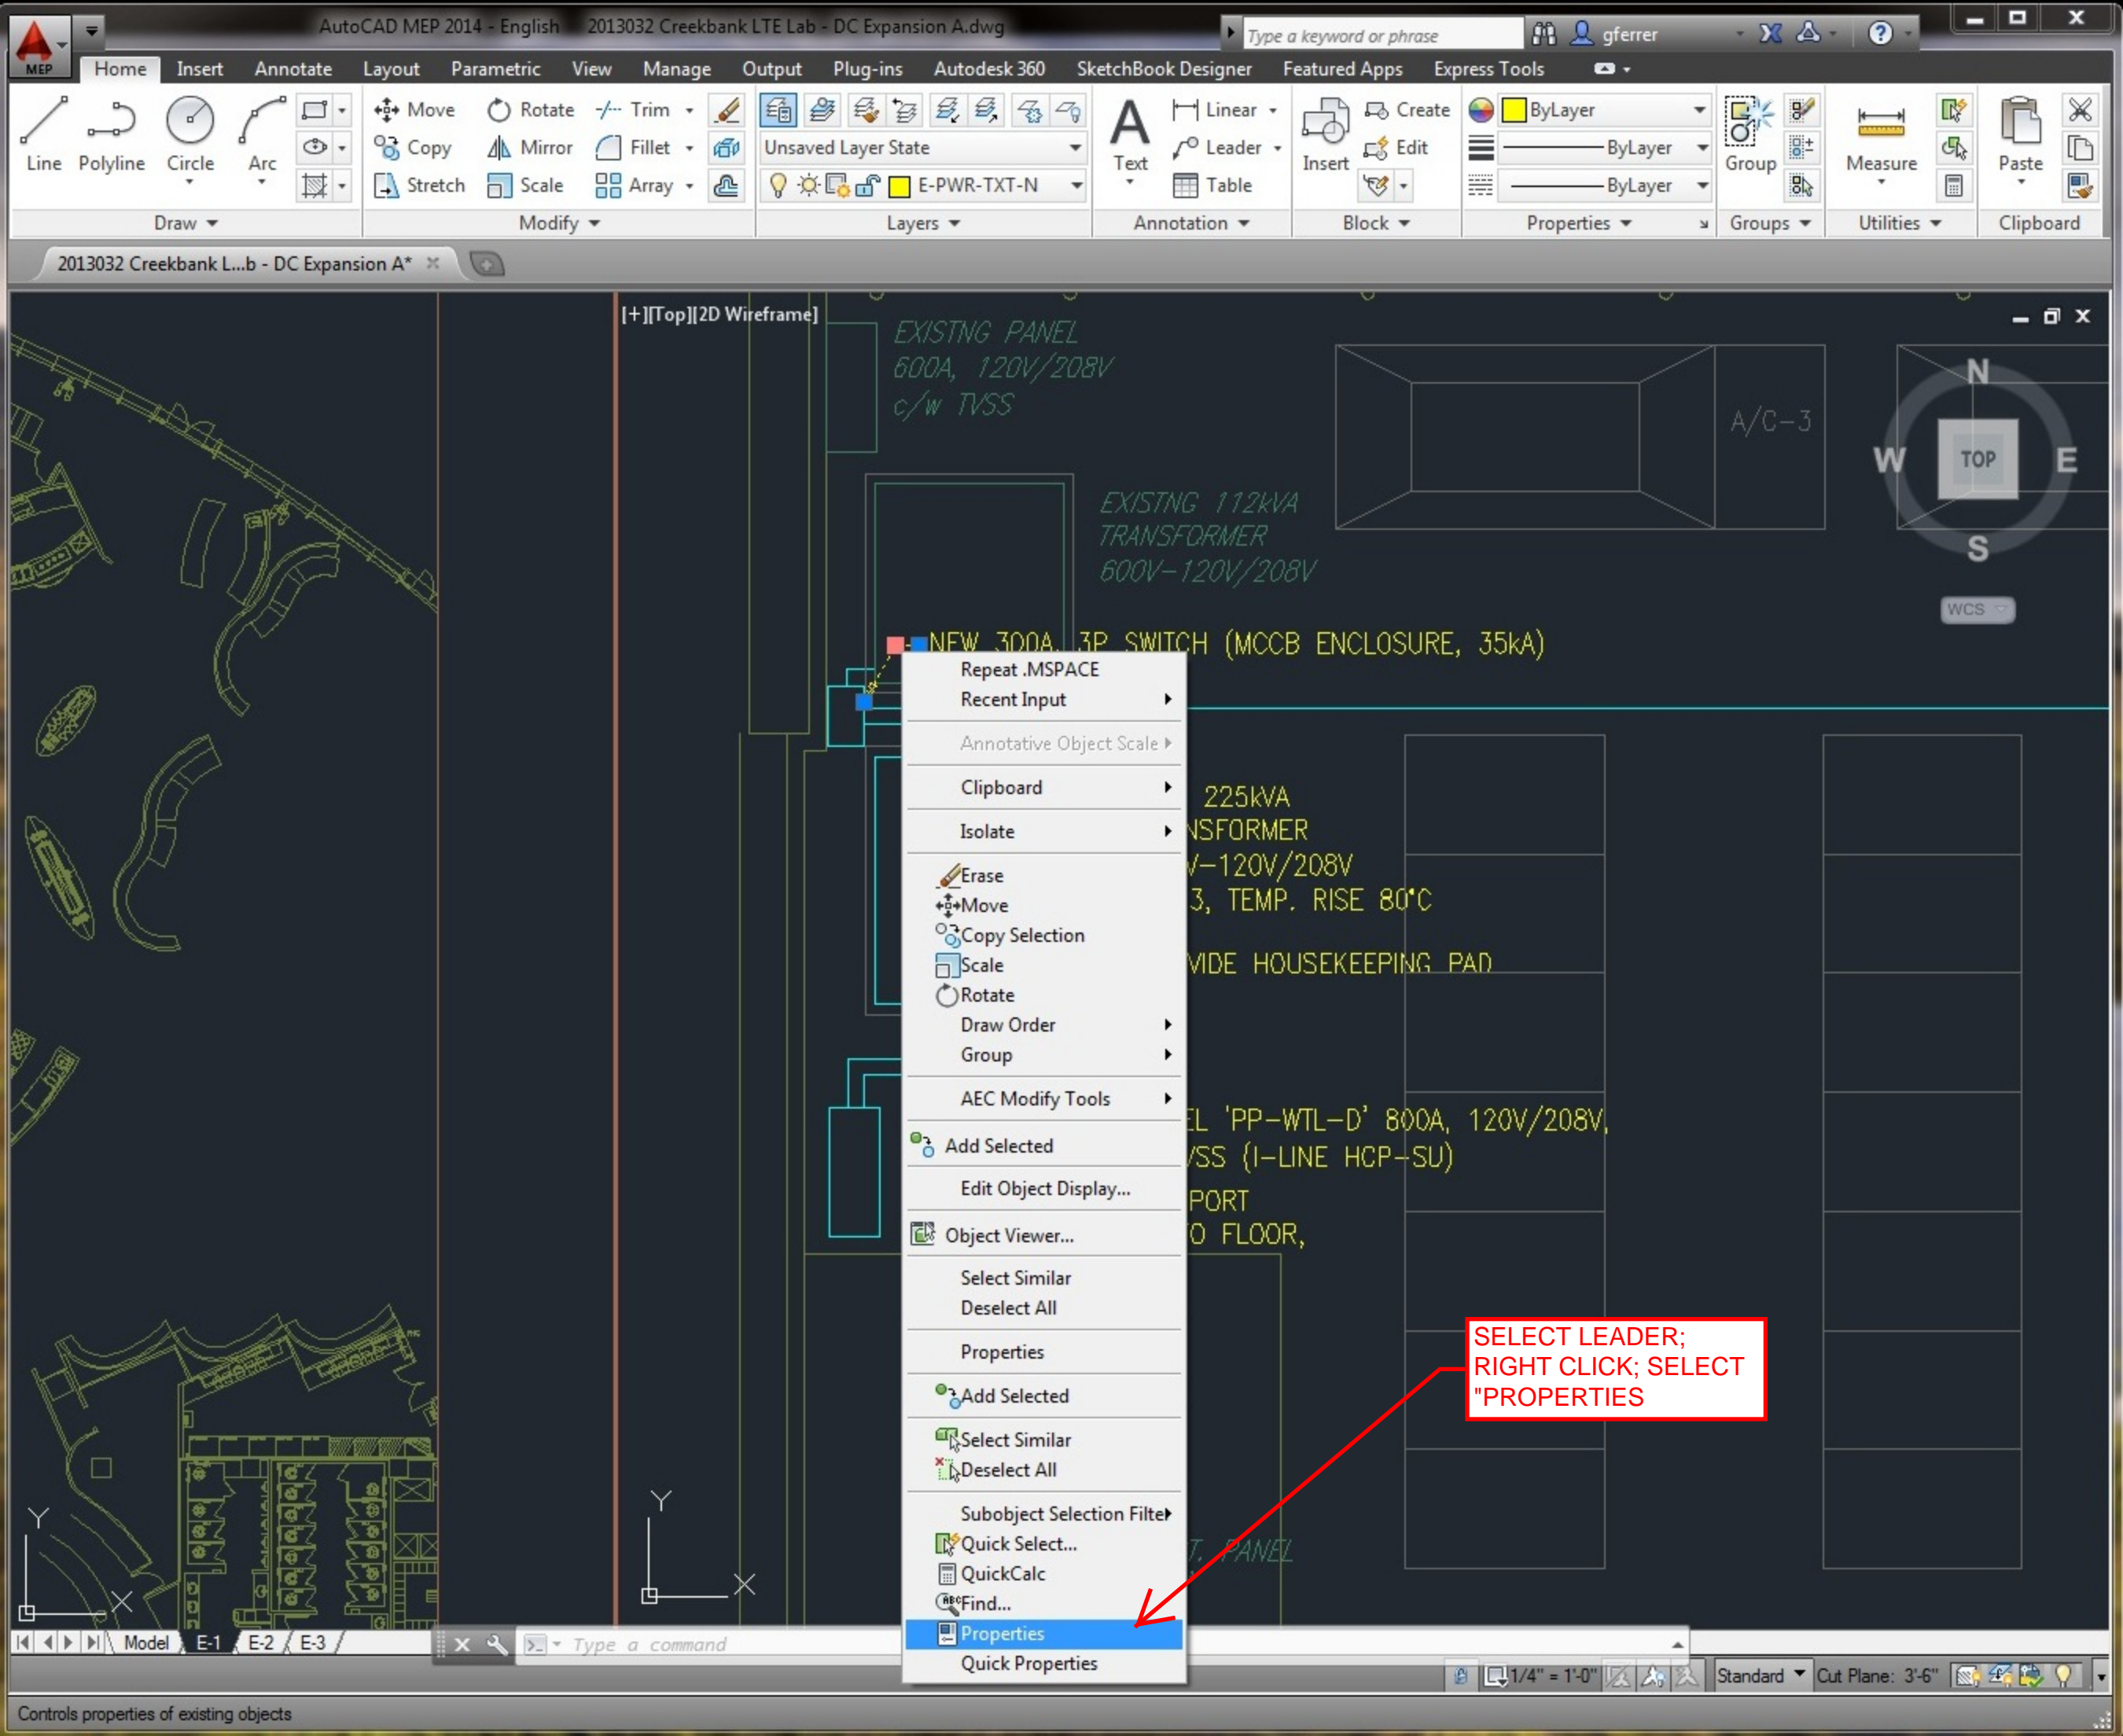 AutoCAD MEP 2014 - English 2013032 Creekbank LTE Lab - DC Expansion A.dwg
Type a keyword or phrase
gferrer
MEP
Home Insert Annotate Layout Parametric View Manage Output Plug-ins Autodesk 360 SketchBook Designer Featured Apps Express Tools
Line Polyline Circle Arc
Move Rotate Trim
Copy Mirror Fillet
Stretch Scale Array
Unsaved Layer State
E-PWR-TXT-N
Text
Linear
Leader
Table
Insert
Create
Edit
ByLayer
ByLayer
ByLayer
Group
Measure
Paste
Draw Modify Layers Annotation Block Properties Groups Utilities Clipboard
2013032 Creekbank L...b - DC Expansion A*
[+][Top][2D Wireframe]
EXISTNG PANEL
600A, 120V/208V
c/w TVSS
A/C-3
N
W TOP E
S
WCS
EXISTNG 112kVA
TRANSFORMER
600V-120V/208V
NEW 300A, 3P SWITCH (MCCB ENCLOSURE, 35kA)
Repeat .MSPACE
Recent Input
Annotative Object Scale
Clipboard
Isolate
Erase
Move
Copy Selection
Scale
Rotate
Draw Order
Group
AEC Modify Tools
Add Selected
Edit Object Display...
Object Viewer...
Select Similar
Deselect All
Properties
Add Selected
Select Similar
Deselect All
Subobject Selection Filter
Quick Select...
QuickCalc
Find...
Properties
Quick Properties
225kVA
NSFORMER
V-120V/208V
3, TEMP. RISE 80°C
VIDE HOUSEKEEPING PAD
EL 'PP-WTL-D' 800A, 120V/208V,
VSS (I-LINE HCP-SU)
PORT
O FLOOR,
T. PANEL
SELECT LEADER;
RIGHT CLICK; SELECT
"PROPERTIES
Y
X
Y
X
Model E-1 E-2 E-3
Type a command
1/4" = 1'-0" Standard Cut Plane: 3'-6"
Controls properties of existing objects